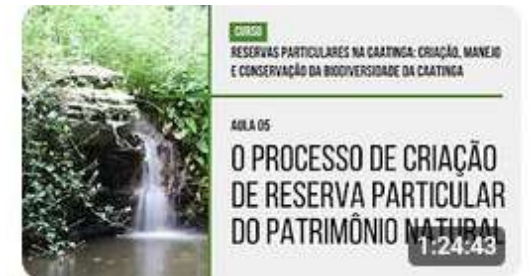 CURSO
RESERVAS PARTICULARES NA CAATINGA: CRIAÇÃO, MANEJO
E CONSERVAÇÃO DA BIODIVERSIDADE DA CAATINGA
AULA 05
O PROCESSO DE CRIAÇÃO
DE RESERVA PARTICULAR
DO PATRIMÔNIO NATURAL
1:24:43